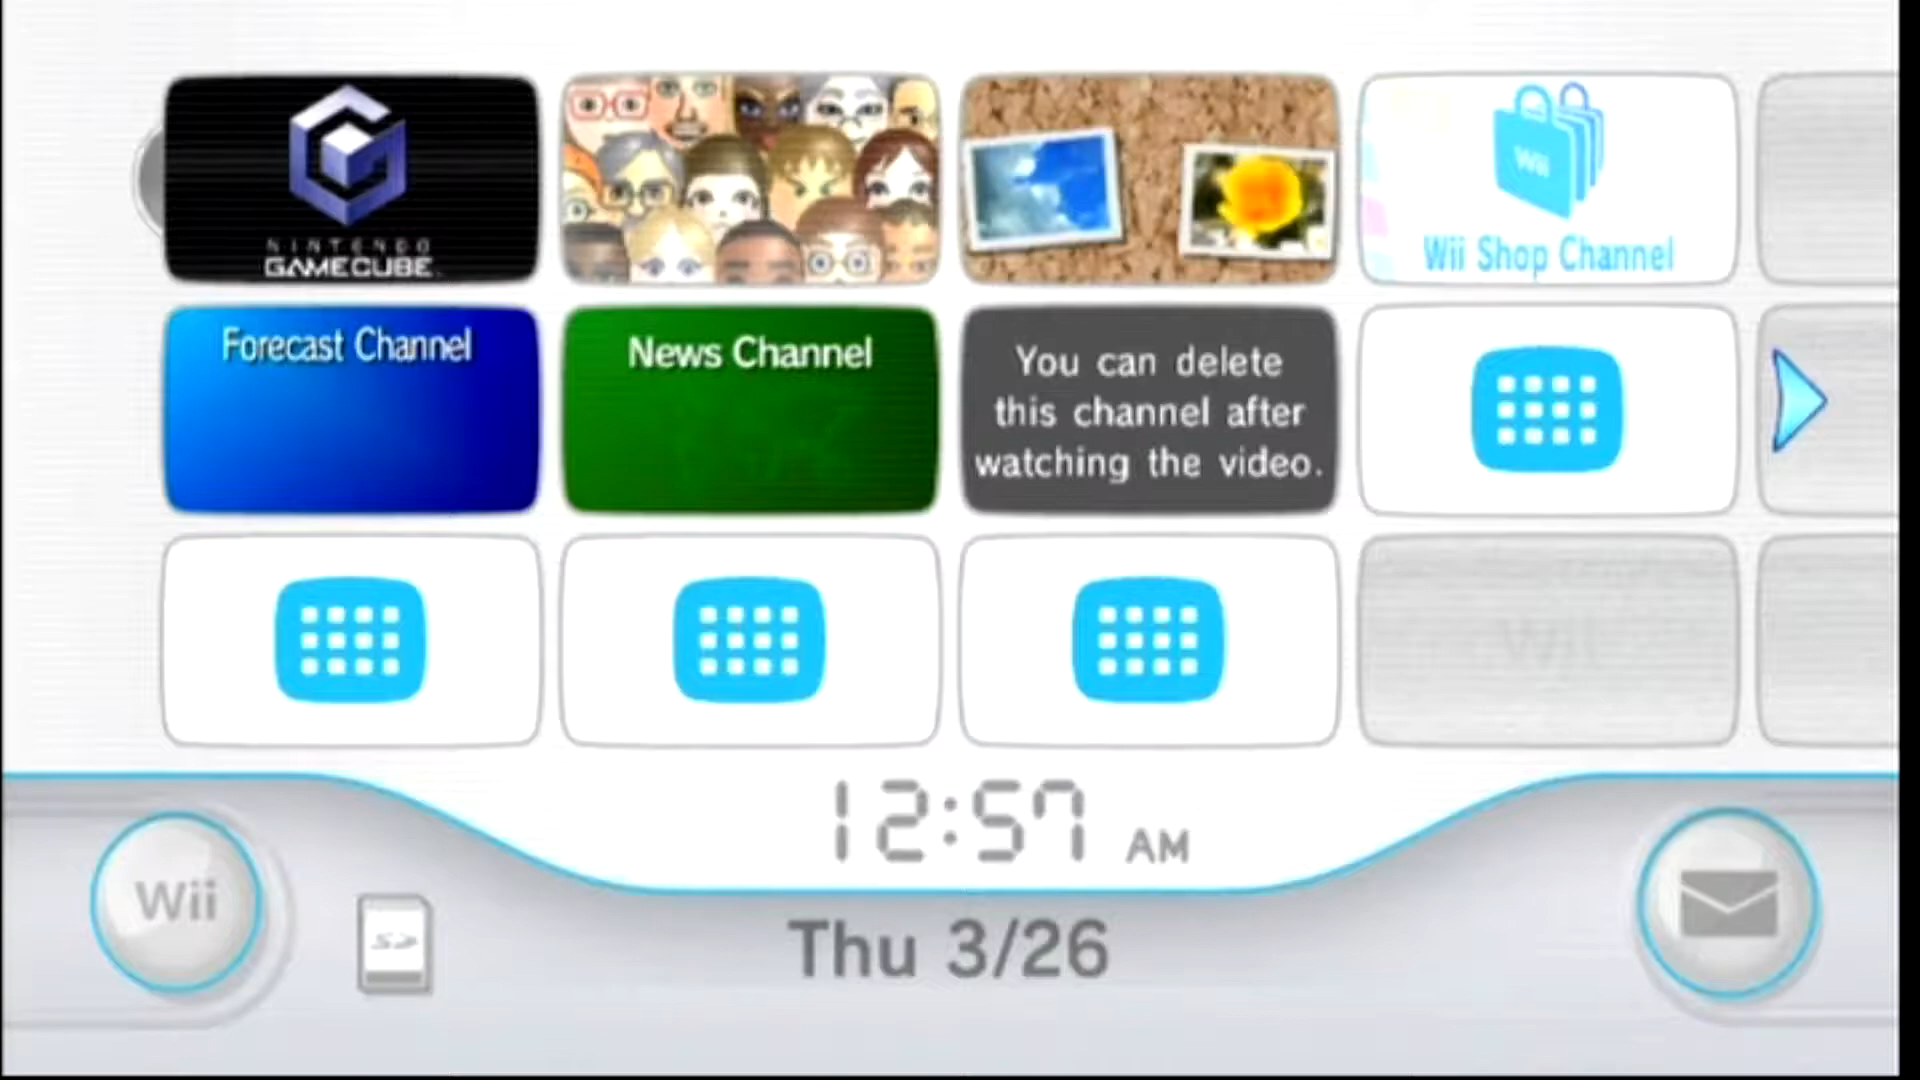 NINTENDO
GAMECUBE
Wii
Wii Shop Channel
Forecast Channel
News Channel
You can delete
this channel after
watching the video.
Wii
12:57 AM
Wii
SD
Thu 3/26